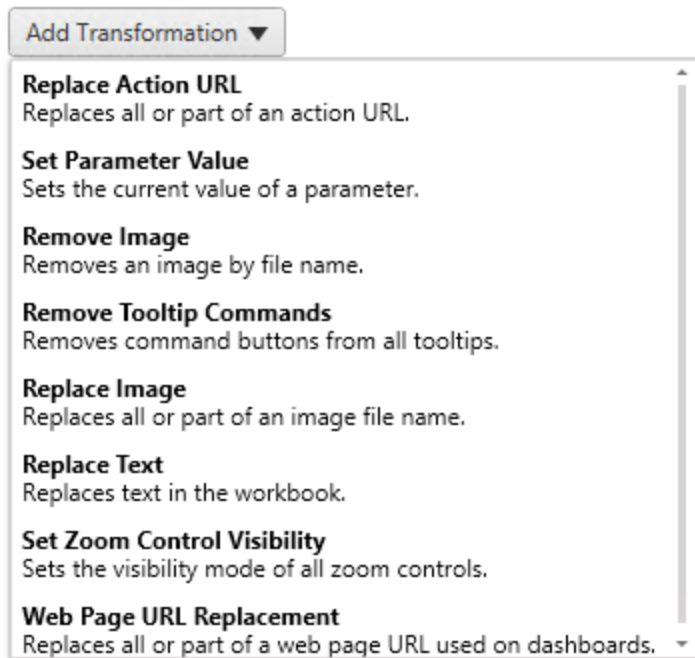 Add Transformation ▼
Replace Action URL
Replaces all or part of an action URL.
Set Parameter Value
Sets the current value of a parameter.
Remove Image
Removes an image by file name.
Remove Tooltip Commands
Removes command buttons from all tooltips.
Replace Image
Replaces all or part of an image file name.
Replace Text
Replaces text in the workbook.
Set Zoom Control Visibility
Sets the visibility mode of all zoom controls.
Web Page URL Replacement
Replaces all or part of a web page URL used on dashboards.